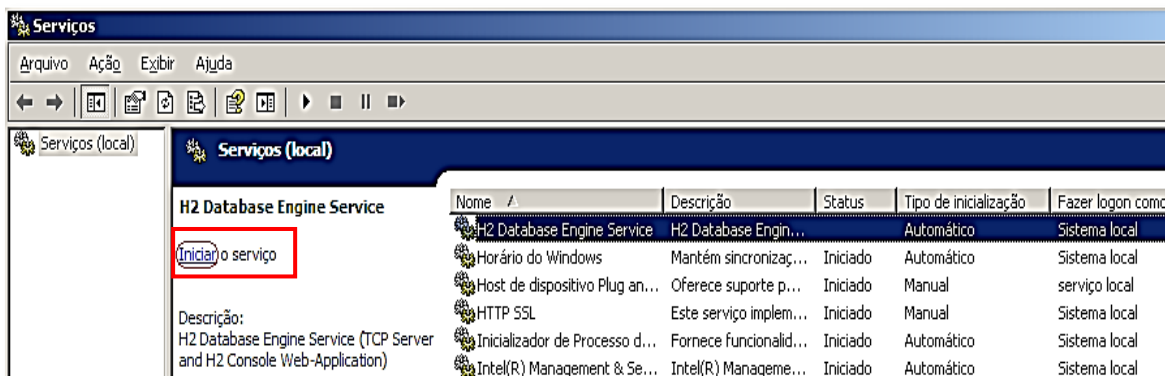 Serviços
Arquivo Ação Exibir Ajuda
Serviços (local)
Serviços (local)
H2 Database Engine Service
Iniciar o serviço
Descrição:
H2 Database Engine Service (TCP Server
and H2 Console Web-Application)
Nome Descrição Status Tipo de inicialização Fazer logon como
H2 Database Engine Service H2 Database Engin... Automático Sistema local
Horário do Windows Mantém sincronizaç... Iniciado Automático Sistema local
Host de dispositivo Plug an... Oferece suporte p... Iniciado Manual serviço local
HTTP SSL Este serviço implem... Iniciado Manual Sistema local
Inicializador de Processo d... Fornece funcionalid... Iniciado Automático Sistema local
Intel(R) Management & Se... Intel(R) Manageme... Iniciado Automático Sistema local